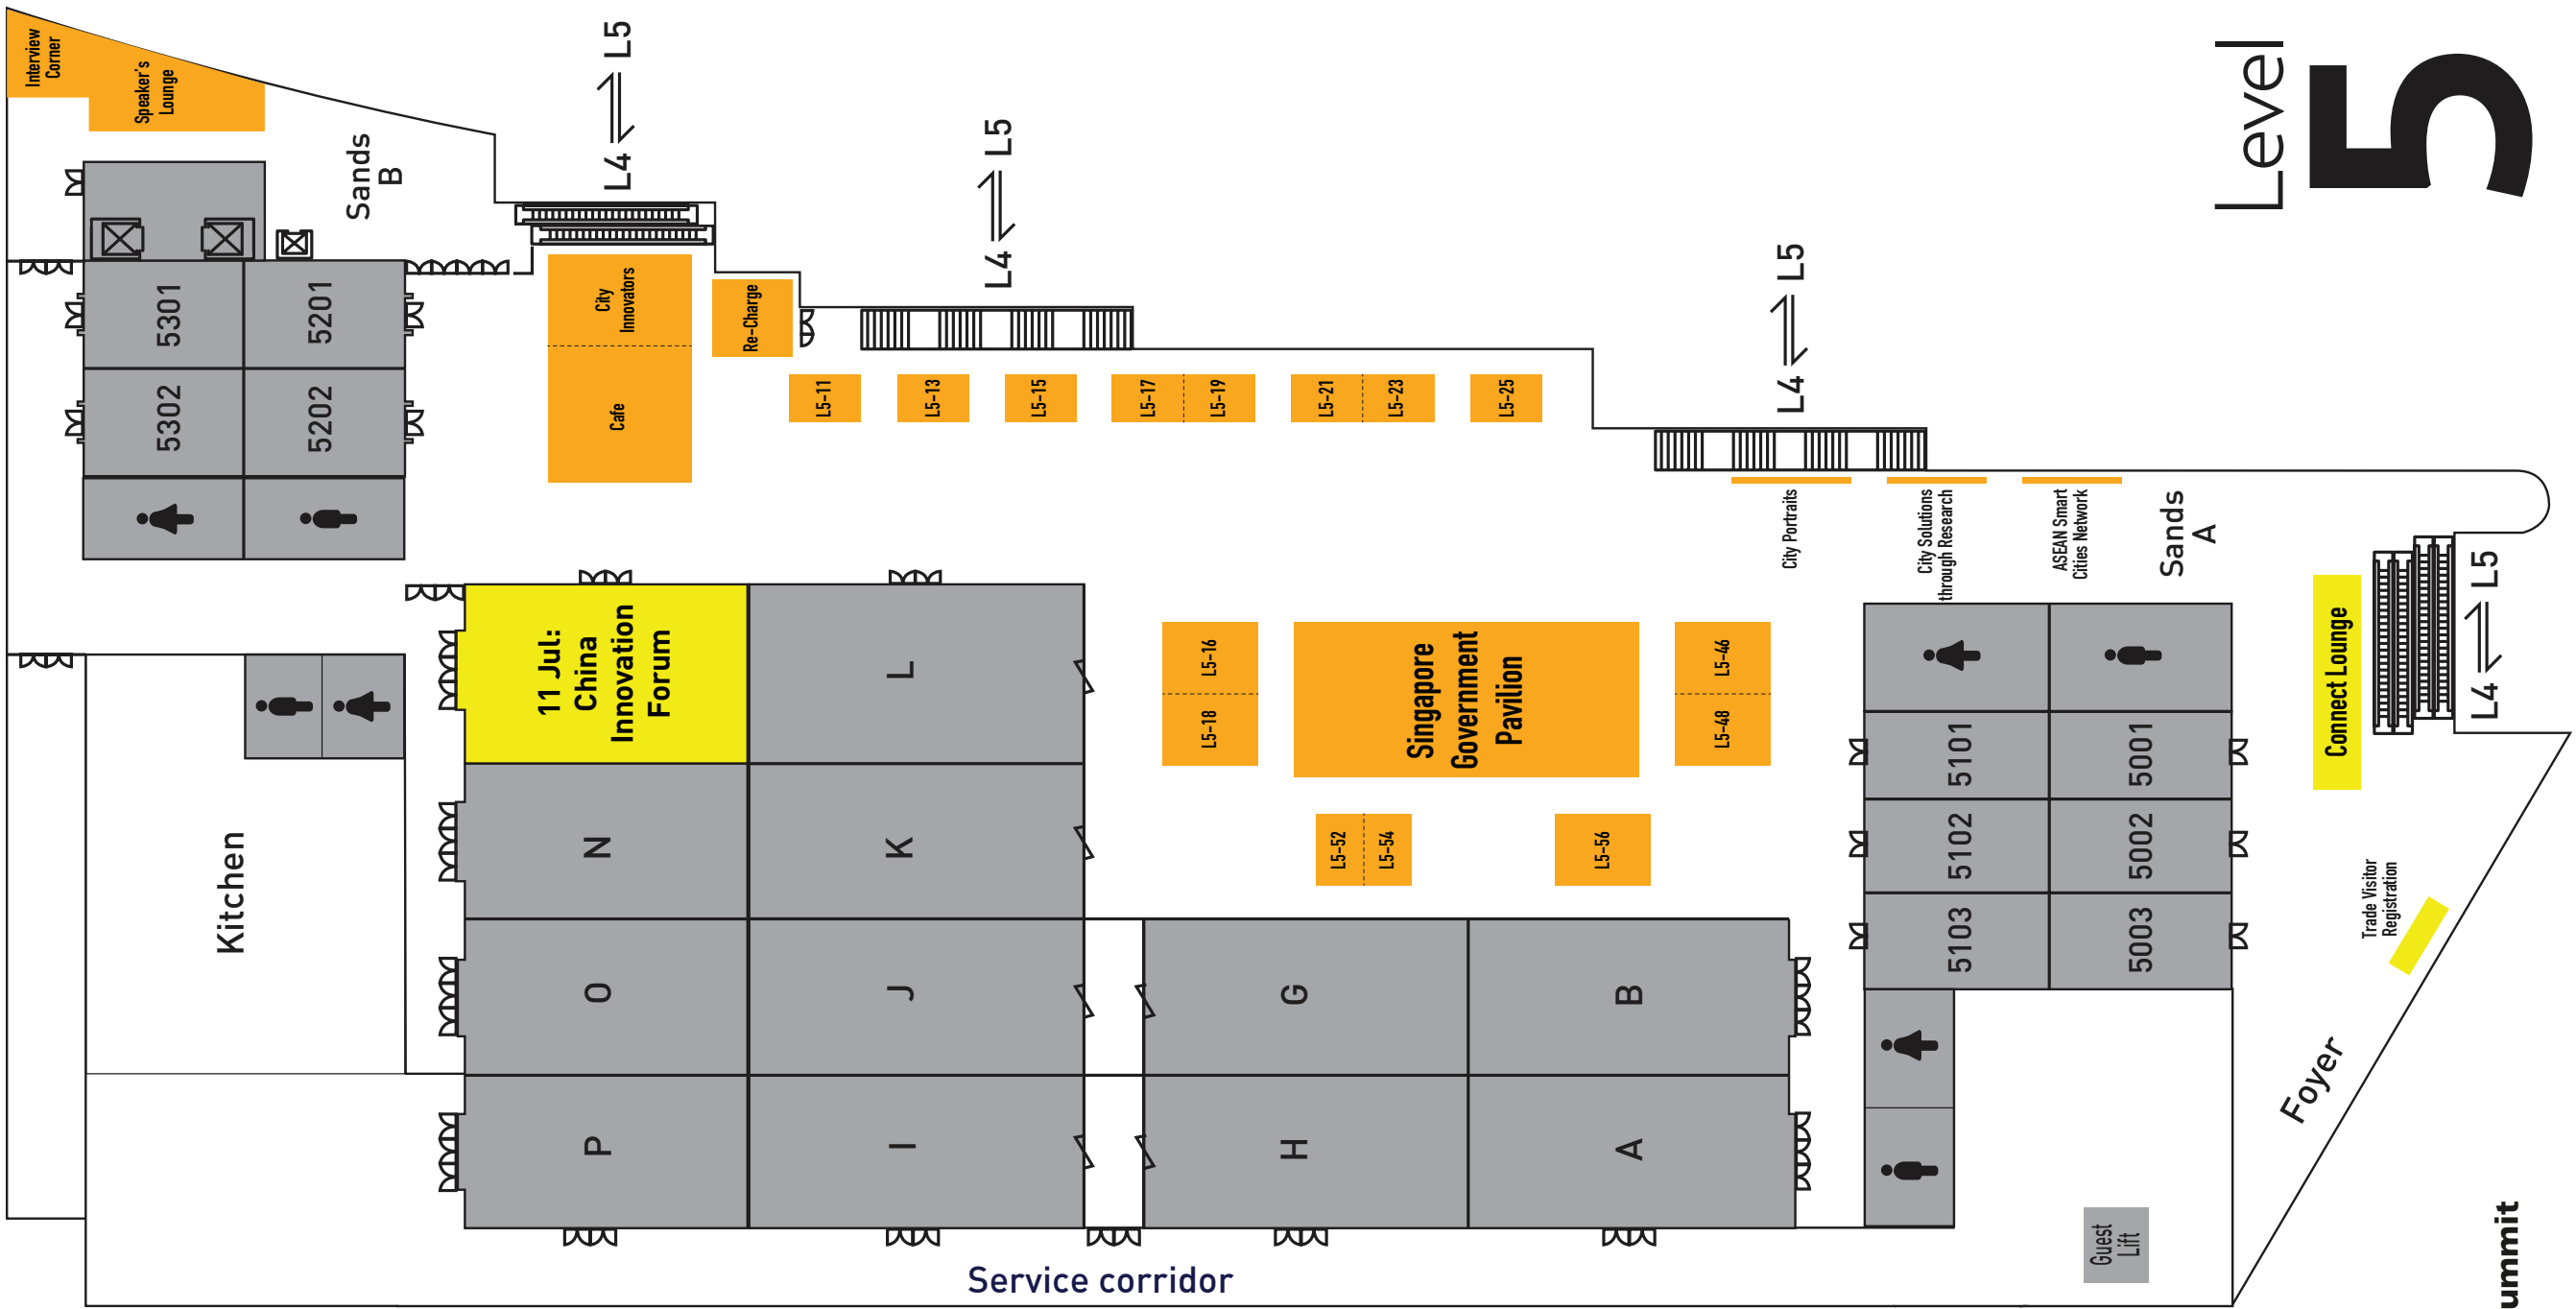 Level
5
Interview
Corner
Speaker's
Lounge
Sands
B
L4 L5
L4 L5
L4 L5
L4 L5
5301
5201
5302
5202
City
Innovators
Cafe
Re-Charge
L5-11
L5-13
L5-15
L5-17
L5-19
L5-21
L5-23
L5-25
City Portraits
City Solutions
through Research
ASEAN Smart
Cities Network
Sands
A
Connect Lounge
11 Jul:
China
Innovation
Forum
L
N
K
O
J
P
I
G
B
H
A
L5-16
L5-18
Singapore
Government
Pavilion
L5-46
L5-48
L5-52
L5-54
L5-56
5101
5001
5102
5002
5103
5003
Kitchen
Trade Visitor
Registration
Foyer
Guest
Lift
Service corridor
ummit